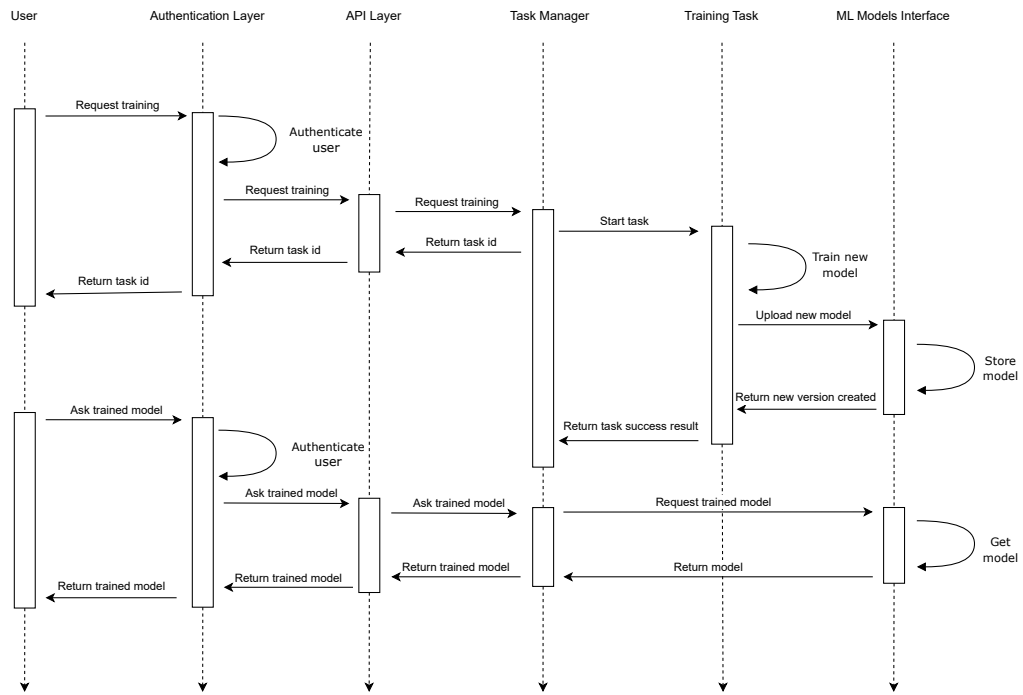 User
Authentication Layer
API Layer
Task Manager
Training Task
ML Models Interface
Request training
Authenticate
user
Request training
Request training
Start task
Return task id
Return task id
Return task id
Train new
model
Upload new model
Store
model
Return new version created
Return task success result
Ask trained model
Authenticate
user
Ask trained model
Ask trained model
Request trained model
Get
model
Return model
Return trained model
Return trained model
Return trained model